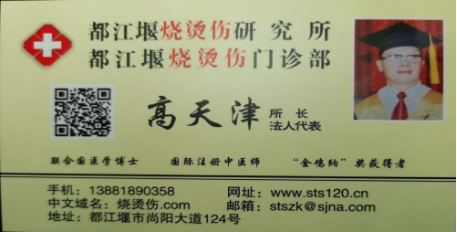 都江堰烧烫伤研究所
都江堰烧烫伤门诊部
高天津 所长
法人代表
联合国医学博士 国际注册中医师 “金鸡纳”奖获得者
手机：13881890358 网址：www.sts120.cn
中文域名：烧烫伤.com 邮箱：stszk@sjna.com
地址：都江堰市尚阳大道124号